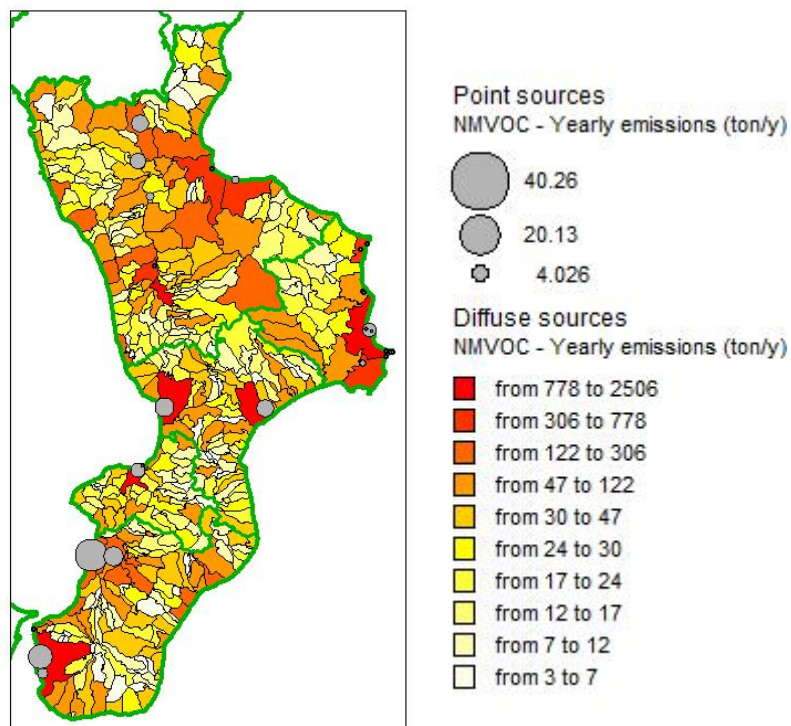 Point sources
NMVOC - Yearly emissions (ton/y)
40.26
20.13
4.026
Diffuse sources
NMVOC - Yearly emissions (ton/y)
from 778 to 2506
from 306 to 778
from 122 to 306
from 47 to 122
from 30 to 47
from 24 to 30
from 17 to 24
from 12 to 17
from 7 to 12
from 3 to 7